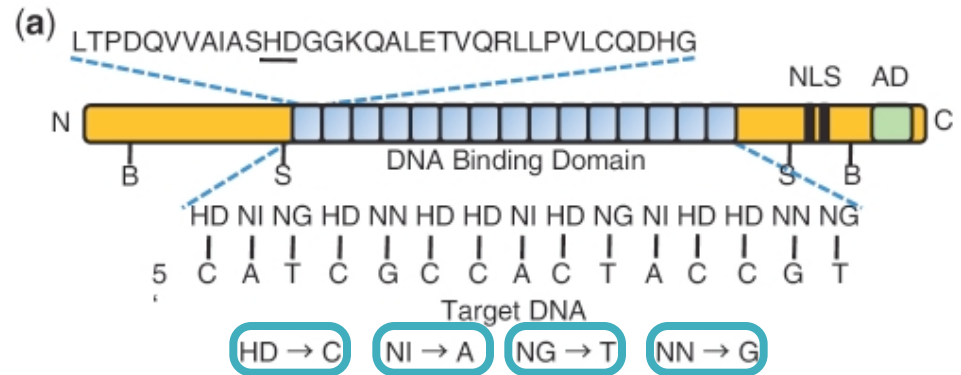 (a)
LTPDQVVAIASHDGGKQALETVQRLLPVLCQDHG
NLS AD
N C
DNA Binding Domain
B S S B
HD NI NG HD NN HD HD NI HD NG NI HD HD NN NG
5 C A T C G C C A C T A C C G T
‘
Target DNA
HD → C NI → A NG → T NN → G